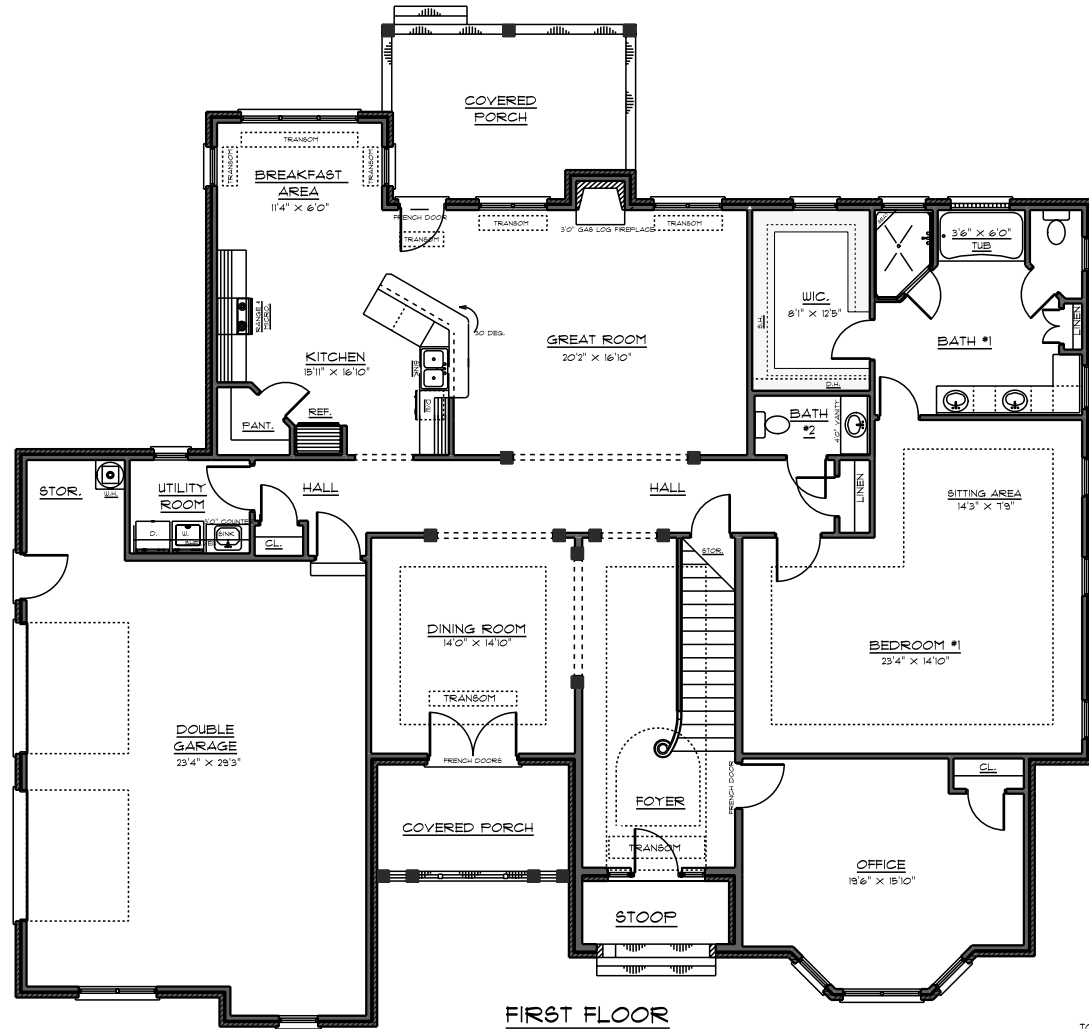 COVERED
PORCH
TRANSOM
TRANSOM
TRANSOM
BREAKFAST
AREA
11'4" X 6'0"
FRENCH DOOR
TRANSOM
TRANSOM
3'0" GAS LOG FIREPLACE
TRANSOM
3'6" X 6'0"
TUB
S.H.
WIC.
8'1" X 12'5"
D.H.
LINEN
BATH #1
RANGE &
MICRO.
30 DEG.
GREAT ROOM
20'2" X 16'10"
KITCHEN
15'11" X 16'10"
SINK
D/W
REF.
PANT.
BATH
#2
4'0" VANITY
STOR.
W.H.
UTILITY
ROOM
HALL
HALL
LINEN
SITTING AREA
14'3" X 7'9"
D.
W.
SINK
CL.
STOR.
DINING ROOM
14'0" X 14'10"
BEDROOM #1
23'4" X 14'10"
TRANSOM
DOUBLE
GARAGE
23'4" X 29'3"
FRENCH DOORS
FRENCH DOOR
CL.
FOYER
COVERED PORCH
TRANSOM
OFFICE
19'6" X 15'10"
STOOP
FIRST FLOOR